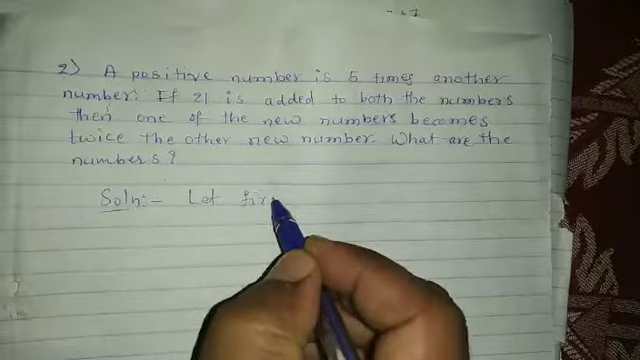 2) A positive number is 5 times another
number. If 21 is added to both the numbers
then one of the new numbers becomes
twice the other new number. What are the
numbers?
Soln:- Let fir